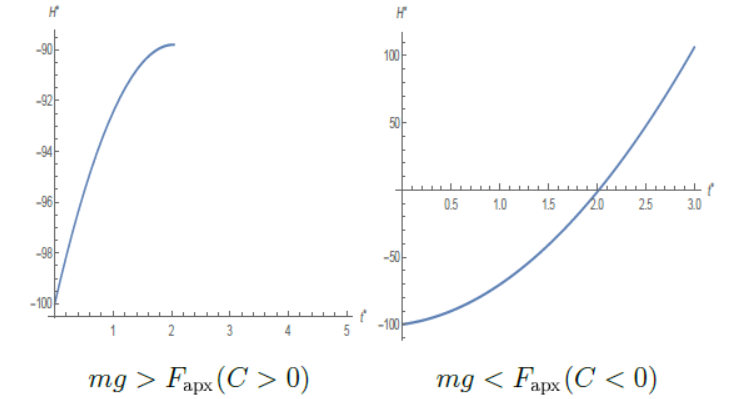 H*
-90
-92
-94
-96
-98
-100
1 2 3 4 5 t*
mg > F_apx (C > 0)
H*
100
50
0.5 1.0 1.5 2.0 2.5 3.0 t*
-50
-100
mg < F_apx (C < 0)